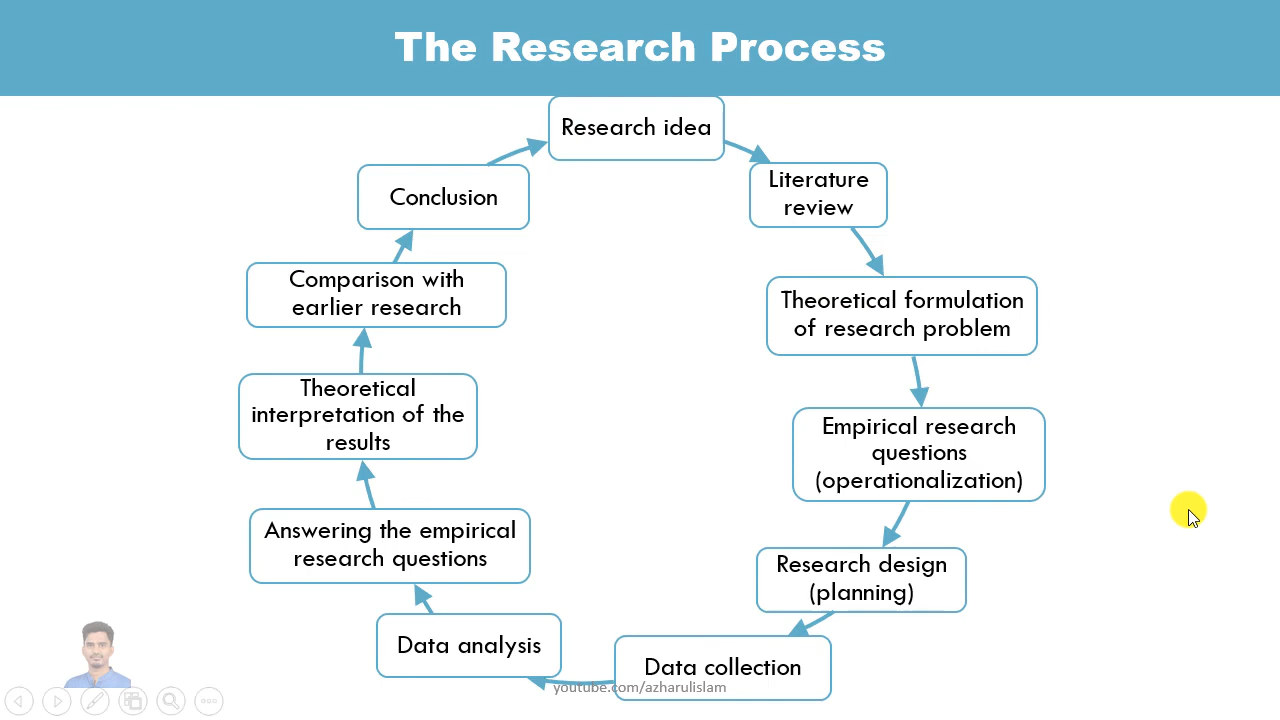 The Research Process
Research idea
Literature
review
Theoretical formulation
of research problem
Empirical research
questions
(operationalization)
Research design
(planning)
Data collection
Data analysis
Answering the empirical
research questions
Theoretical
interpretation of the
results
Comparison with
earlier research
Conclusion
youtube.com/azharulislam